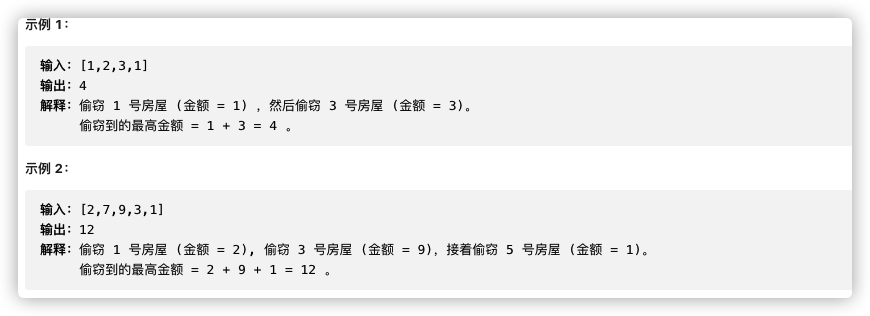 示例 1：
输入：[1,2,3,1]
输出：4
解释：偷窃 1 号房屋 (金额 = 1) ，然后偷窃 3 号房屋 (金额 = 3)。
偷窃到的最高金额 = 1 + 3 = 4 。
示例 2：
输入：[2,7,9,3,1]
输出：12
解释：偷窃 1 号房屋 (金额 = 2), 偷窃 3 号房屋 (金额 = 9)，接着偷窃 5 号房屋 (金额 = 1)。
偷窃到的最高金额 = 2 + 9 + 1 = 12 。